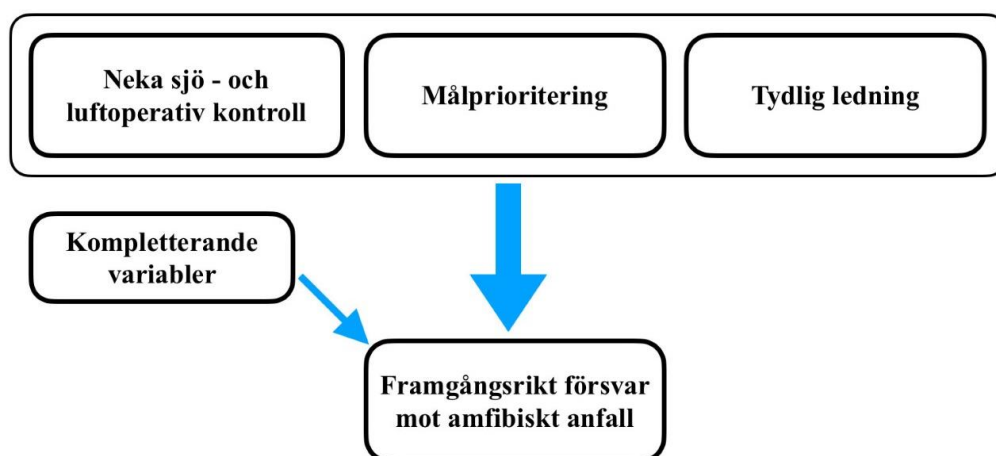 Neka sjö - och
luftoperativ kontroll
Målprioritering
Tydlig ledning
Kompletterande
variabler
Framgångsrikt försvar
mot amfibiskt anfall